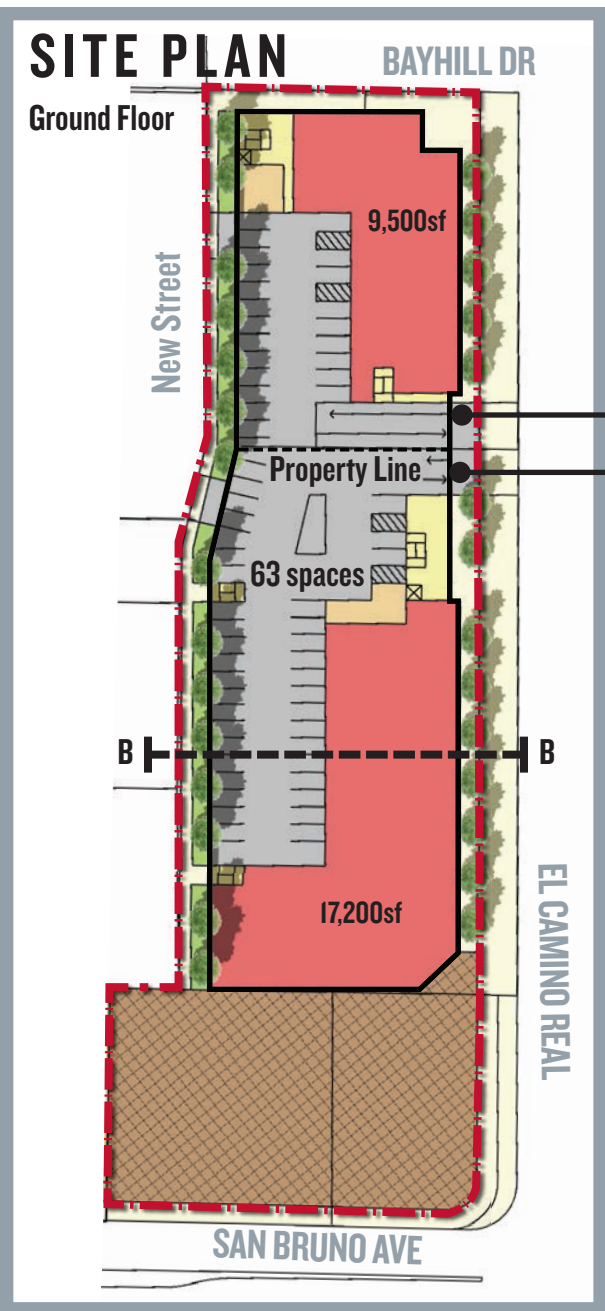 SITE PLAN
BAYHILL DR
Ground Floor
9,500sf
New Street
Property Line
63 spaces
B
B
17,200sf
EL CAMINO REAL
SAN BRUNO AVE